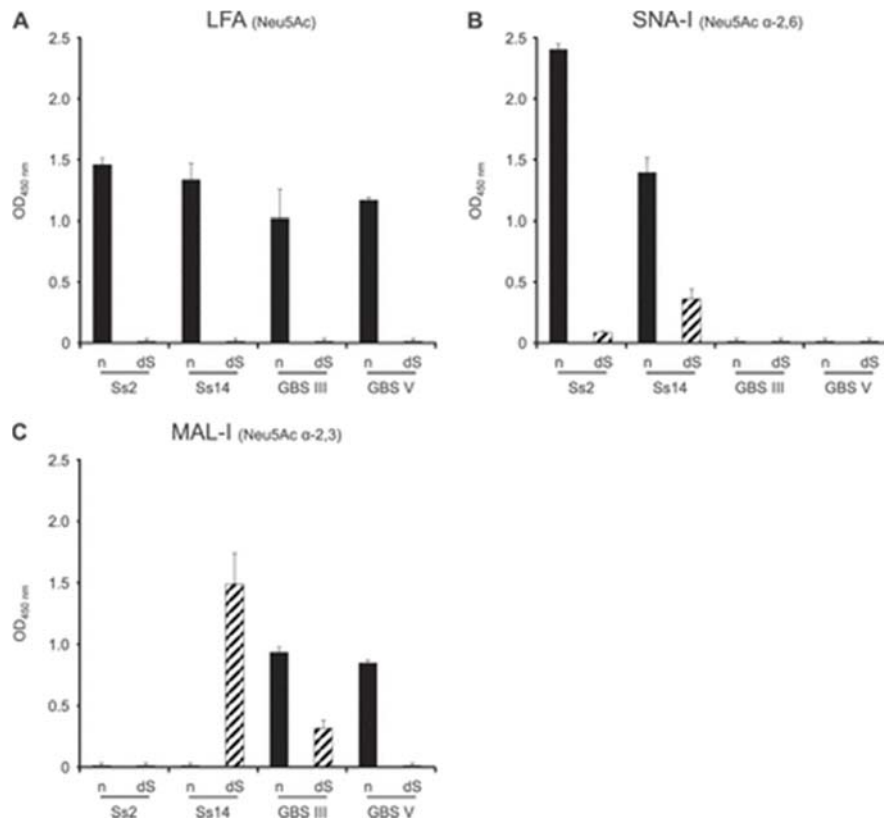 A LFA (Neu5Ac)
2.5
2.0
1.5
1.0
0.5
0
OD450 nm
n dS n dS n dS n dS
Ss2 Ss14 GBS III GBS V
B SNA-I (Neu5Ac α-2,6)
2.5
2.0
1.5
1.0
0.5
0
OD450 nm
n dS n dS n dS n dS
Ss2 Ss14 GBS III GBS V
C MAL-I (Neu5Ac α-2,3)
2.5
2.0
1.5
1.0
0.5
0
OD450 nm
n dS n dS n dS n dS
Ss2 Ss14 GBS III GBS V